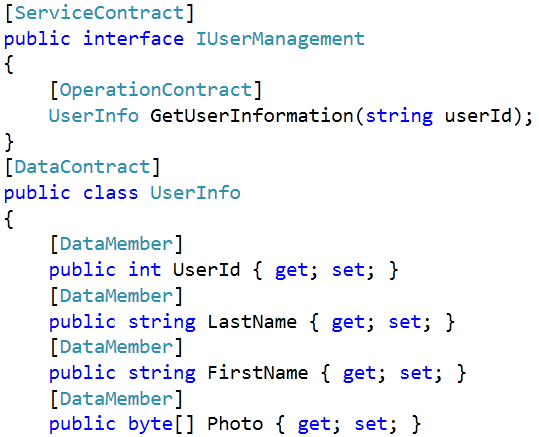 [ServiceContract]
public interface IUserManagement
{
    [OperationContract]
    UserInfo GetUserInformation(string userId);
}
[DataContract]
public class UserInfo
{
    [DataMember]
    public int UserId { get; set; }
    [DataMember]
    public string LastName { get; set; }
    [DataMember]
    public string FirstName { get; set; }
    [DataMember]
    public byte[] Photo { get; set; }